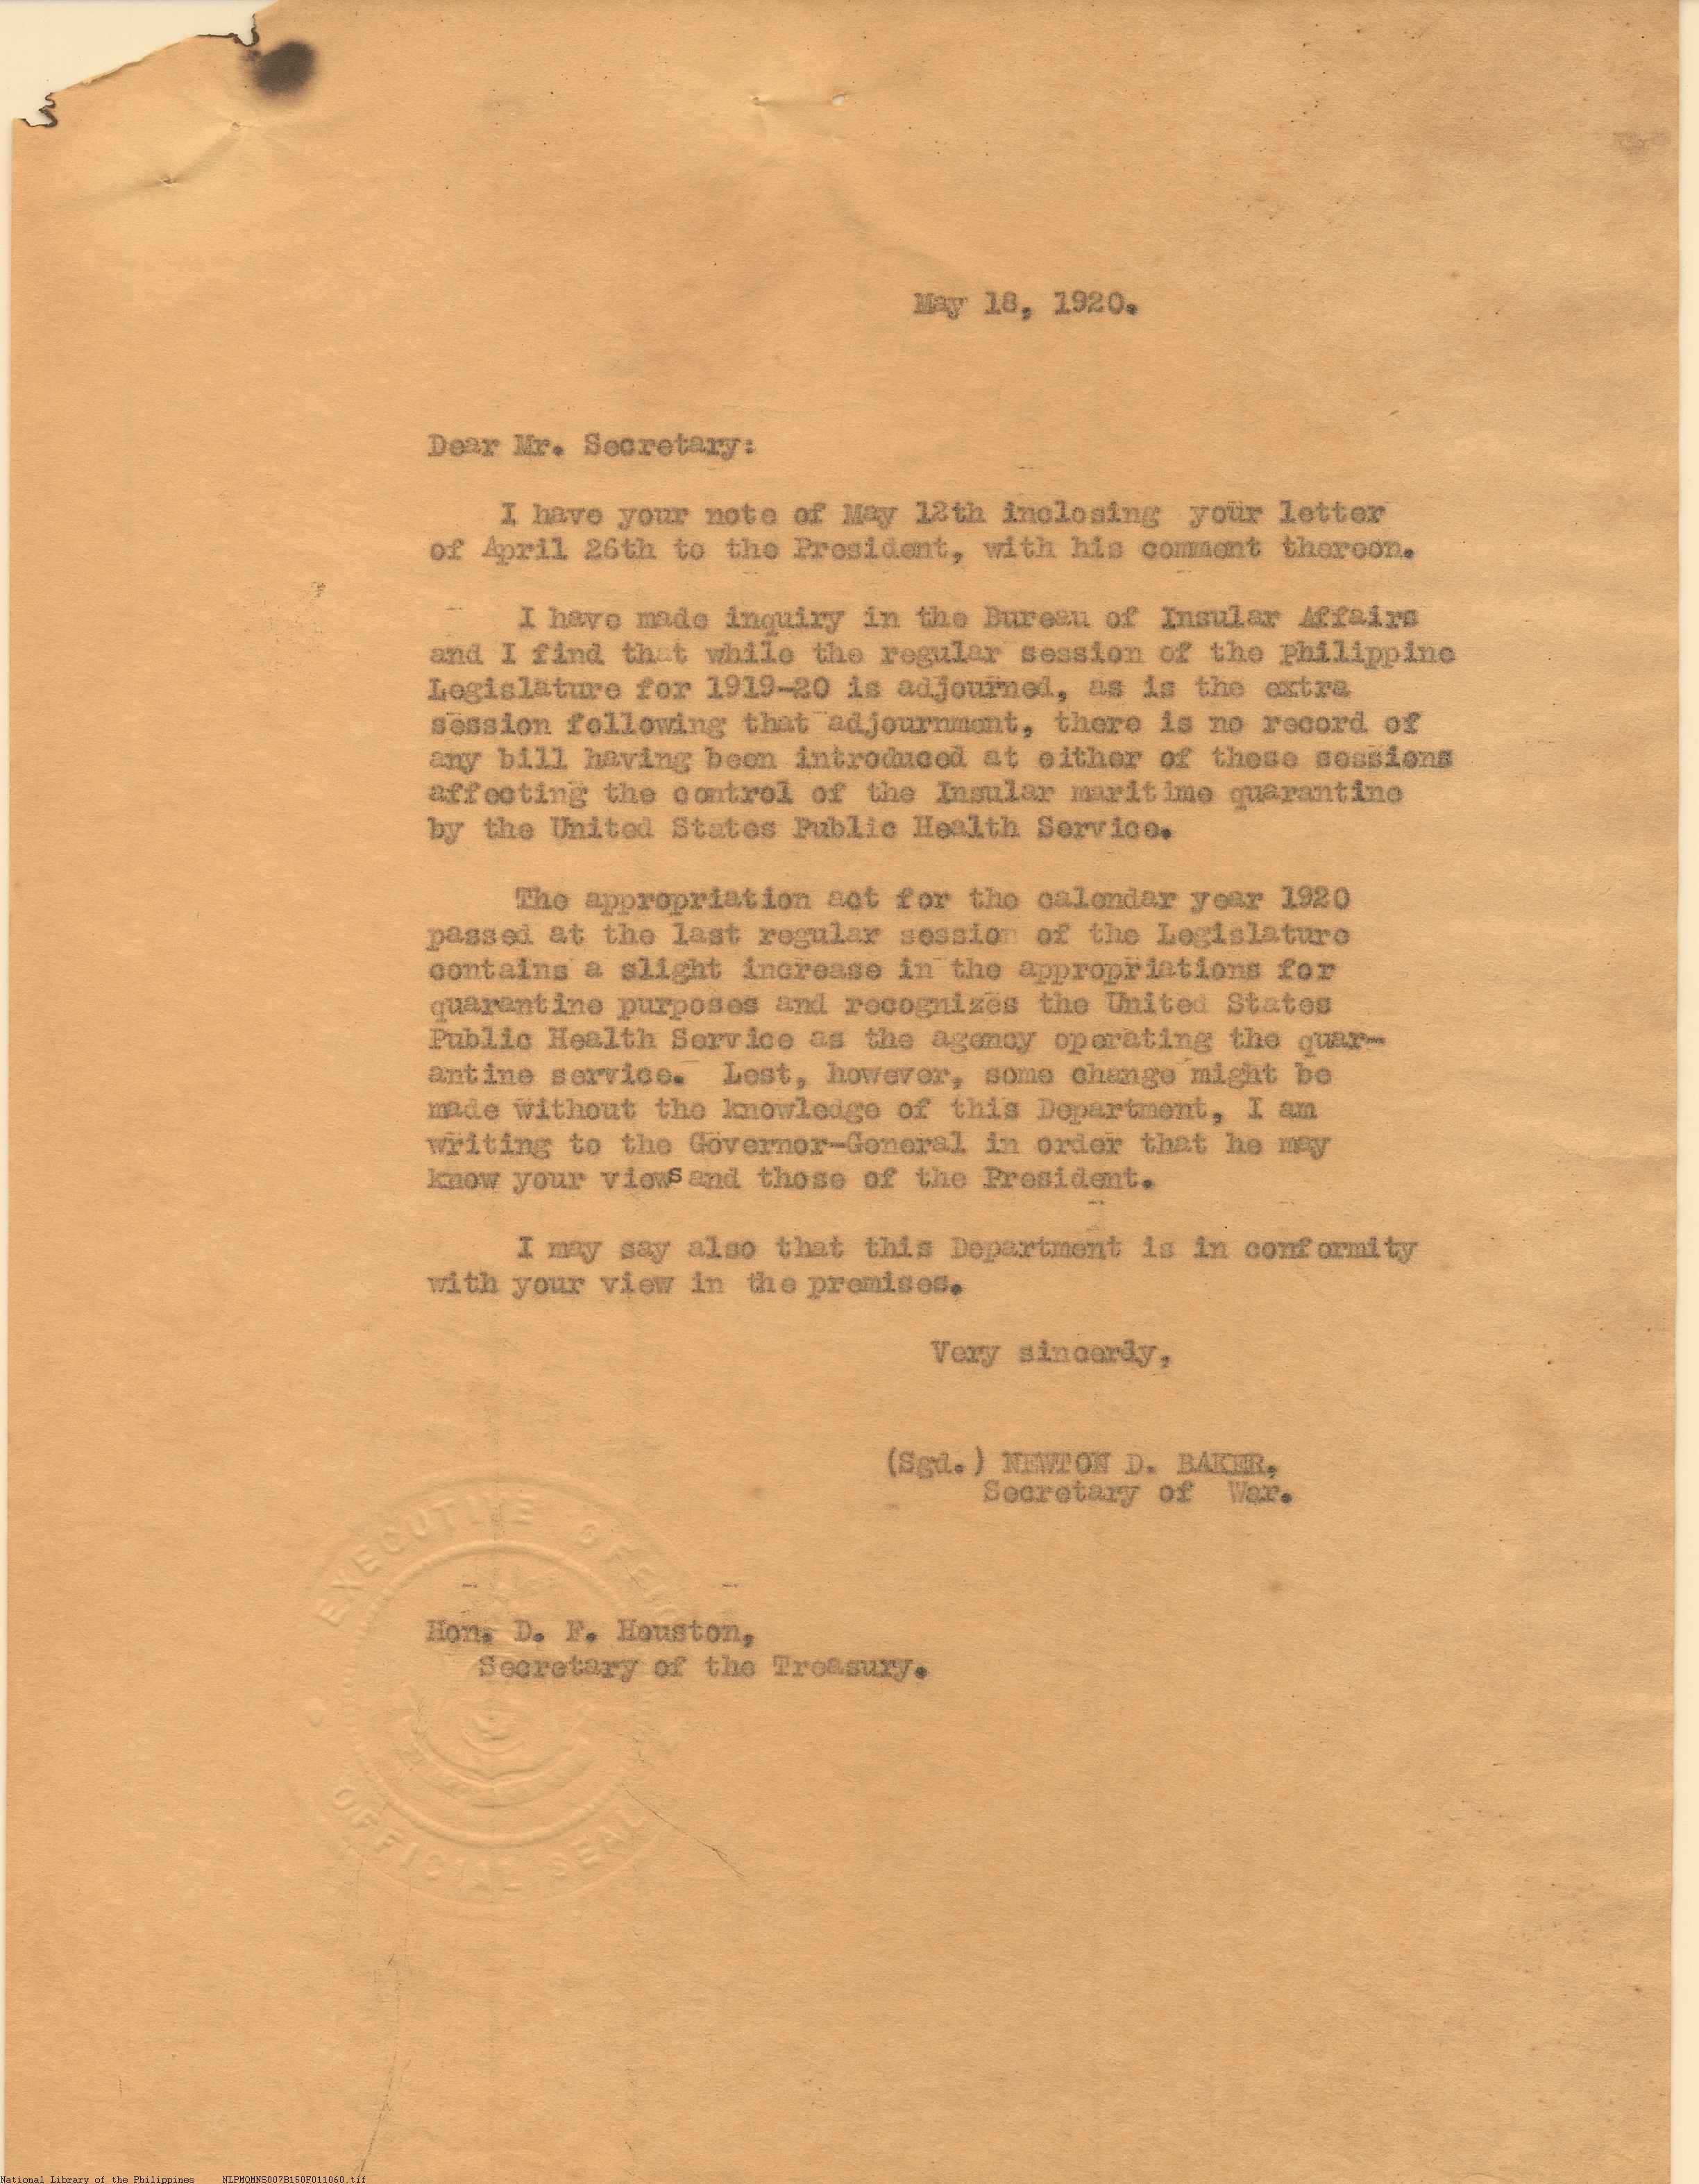 May 18, 1920.
Dear Mr. Secretary:
I have your note of May 12th inclosing your letter
of April 26th to the President, with his comment thereon.
I have made inquiry in the Bureau of Insular Affairs
and I find that while the regular session of the Philippine
Legislature for 1919-20 is adjourned, as is the extra
session following that adjournment, there is no record of
any bill having been introduced at either of these sessions
affecting the control of the Insular maritime quarantine
by the United States Public Health Service.
The appropriation act for the calendar year 1920
passed at the last regular session of the Legislature
contains a slight increase in the appropriations for
quarantine purposes and recognizes the United States
Public Health Service as the agency operating the quar-
antine service. Lest, however, some change might be
made without the knowledge of this Department, I am
writing to the Governor-General in order that he may
know your views and those of the President.
I may say also that this Department is in conformity
with your view in the premises.
Very sincerely,
(Sgd.) NEWTON D. BAKER,
Secretary of War.
EXECUTIVE OFFICE
Hon. D. F. Houston,
Secretary of the Treasury.
OFFICIAL SEAL
National Library of the Philippines NLPMQMNS007B150F011060.tif